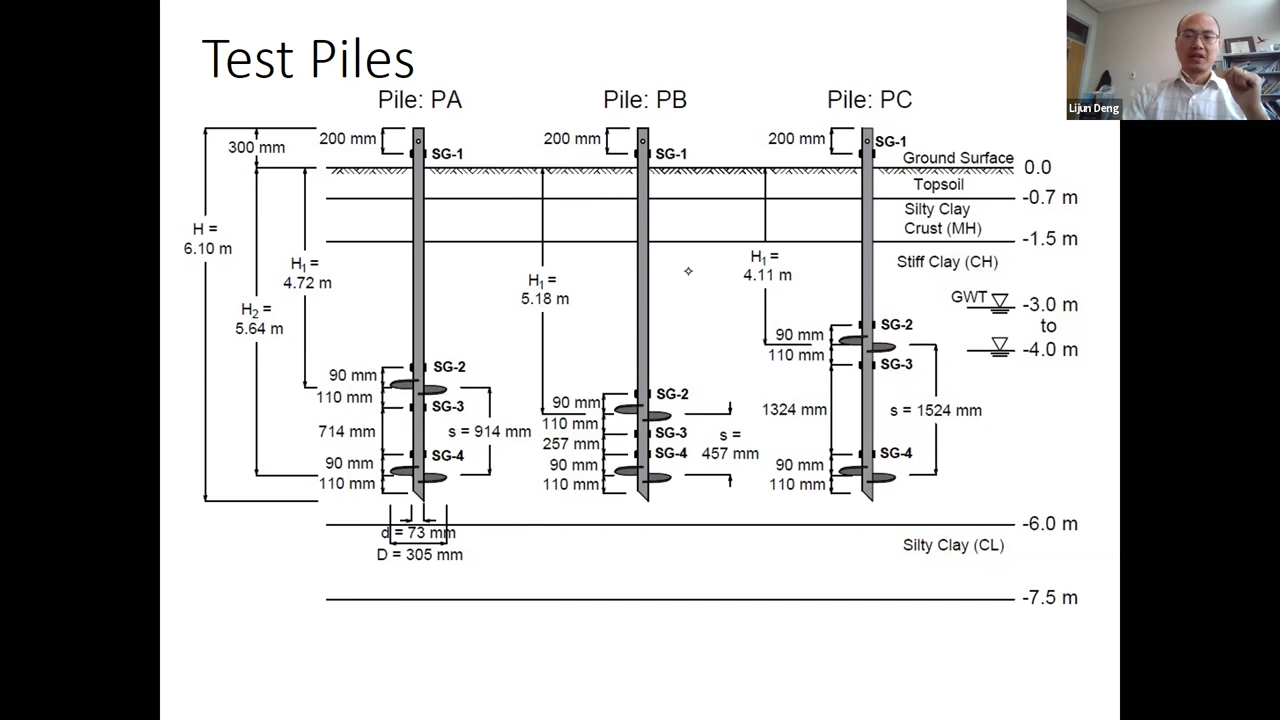 Test Piles
Pile: PA
Pile: PB
Pile: PC
Lijun Deng
200 mm
SG-1
200 mm
SG-1
200 mm
SG-1
300 mm
Ground Surface
0.0
Topsoil
-0.7 m
Silty Clay
Crust (MH)
-1.5 m
Stiff Clay (CH)
GWT
-3.0 m
to
-4.0 m
H =
6.10 m
H1 =
4.72 m
H2 =
5.64 m
H1 =
5.18 m
H1 =
4.11 m
90 mm
SG-2
110 mm
SG-3
714 mm
s = 914 mm
SG-4
90 mm
110 mm
90 mm
SG-2
110 mm
SG-3
257 mm
s =
457 mm
SG-4
90 mm
110 mm
90 mm
SG-2
110 mm
SG-3
1324 mm
s = 1524 mm
SG-4
90 mm
110 mm
d = 73 mm
D = 305 mm
-6.0 m
Silty Clay (CL)
-7.5 m